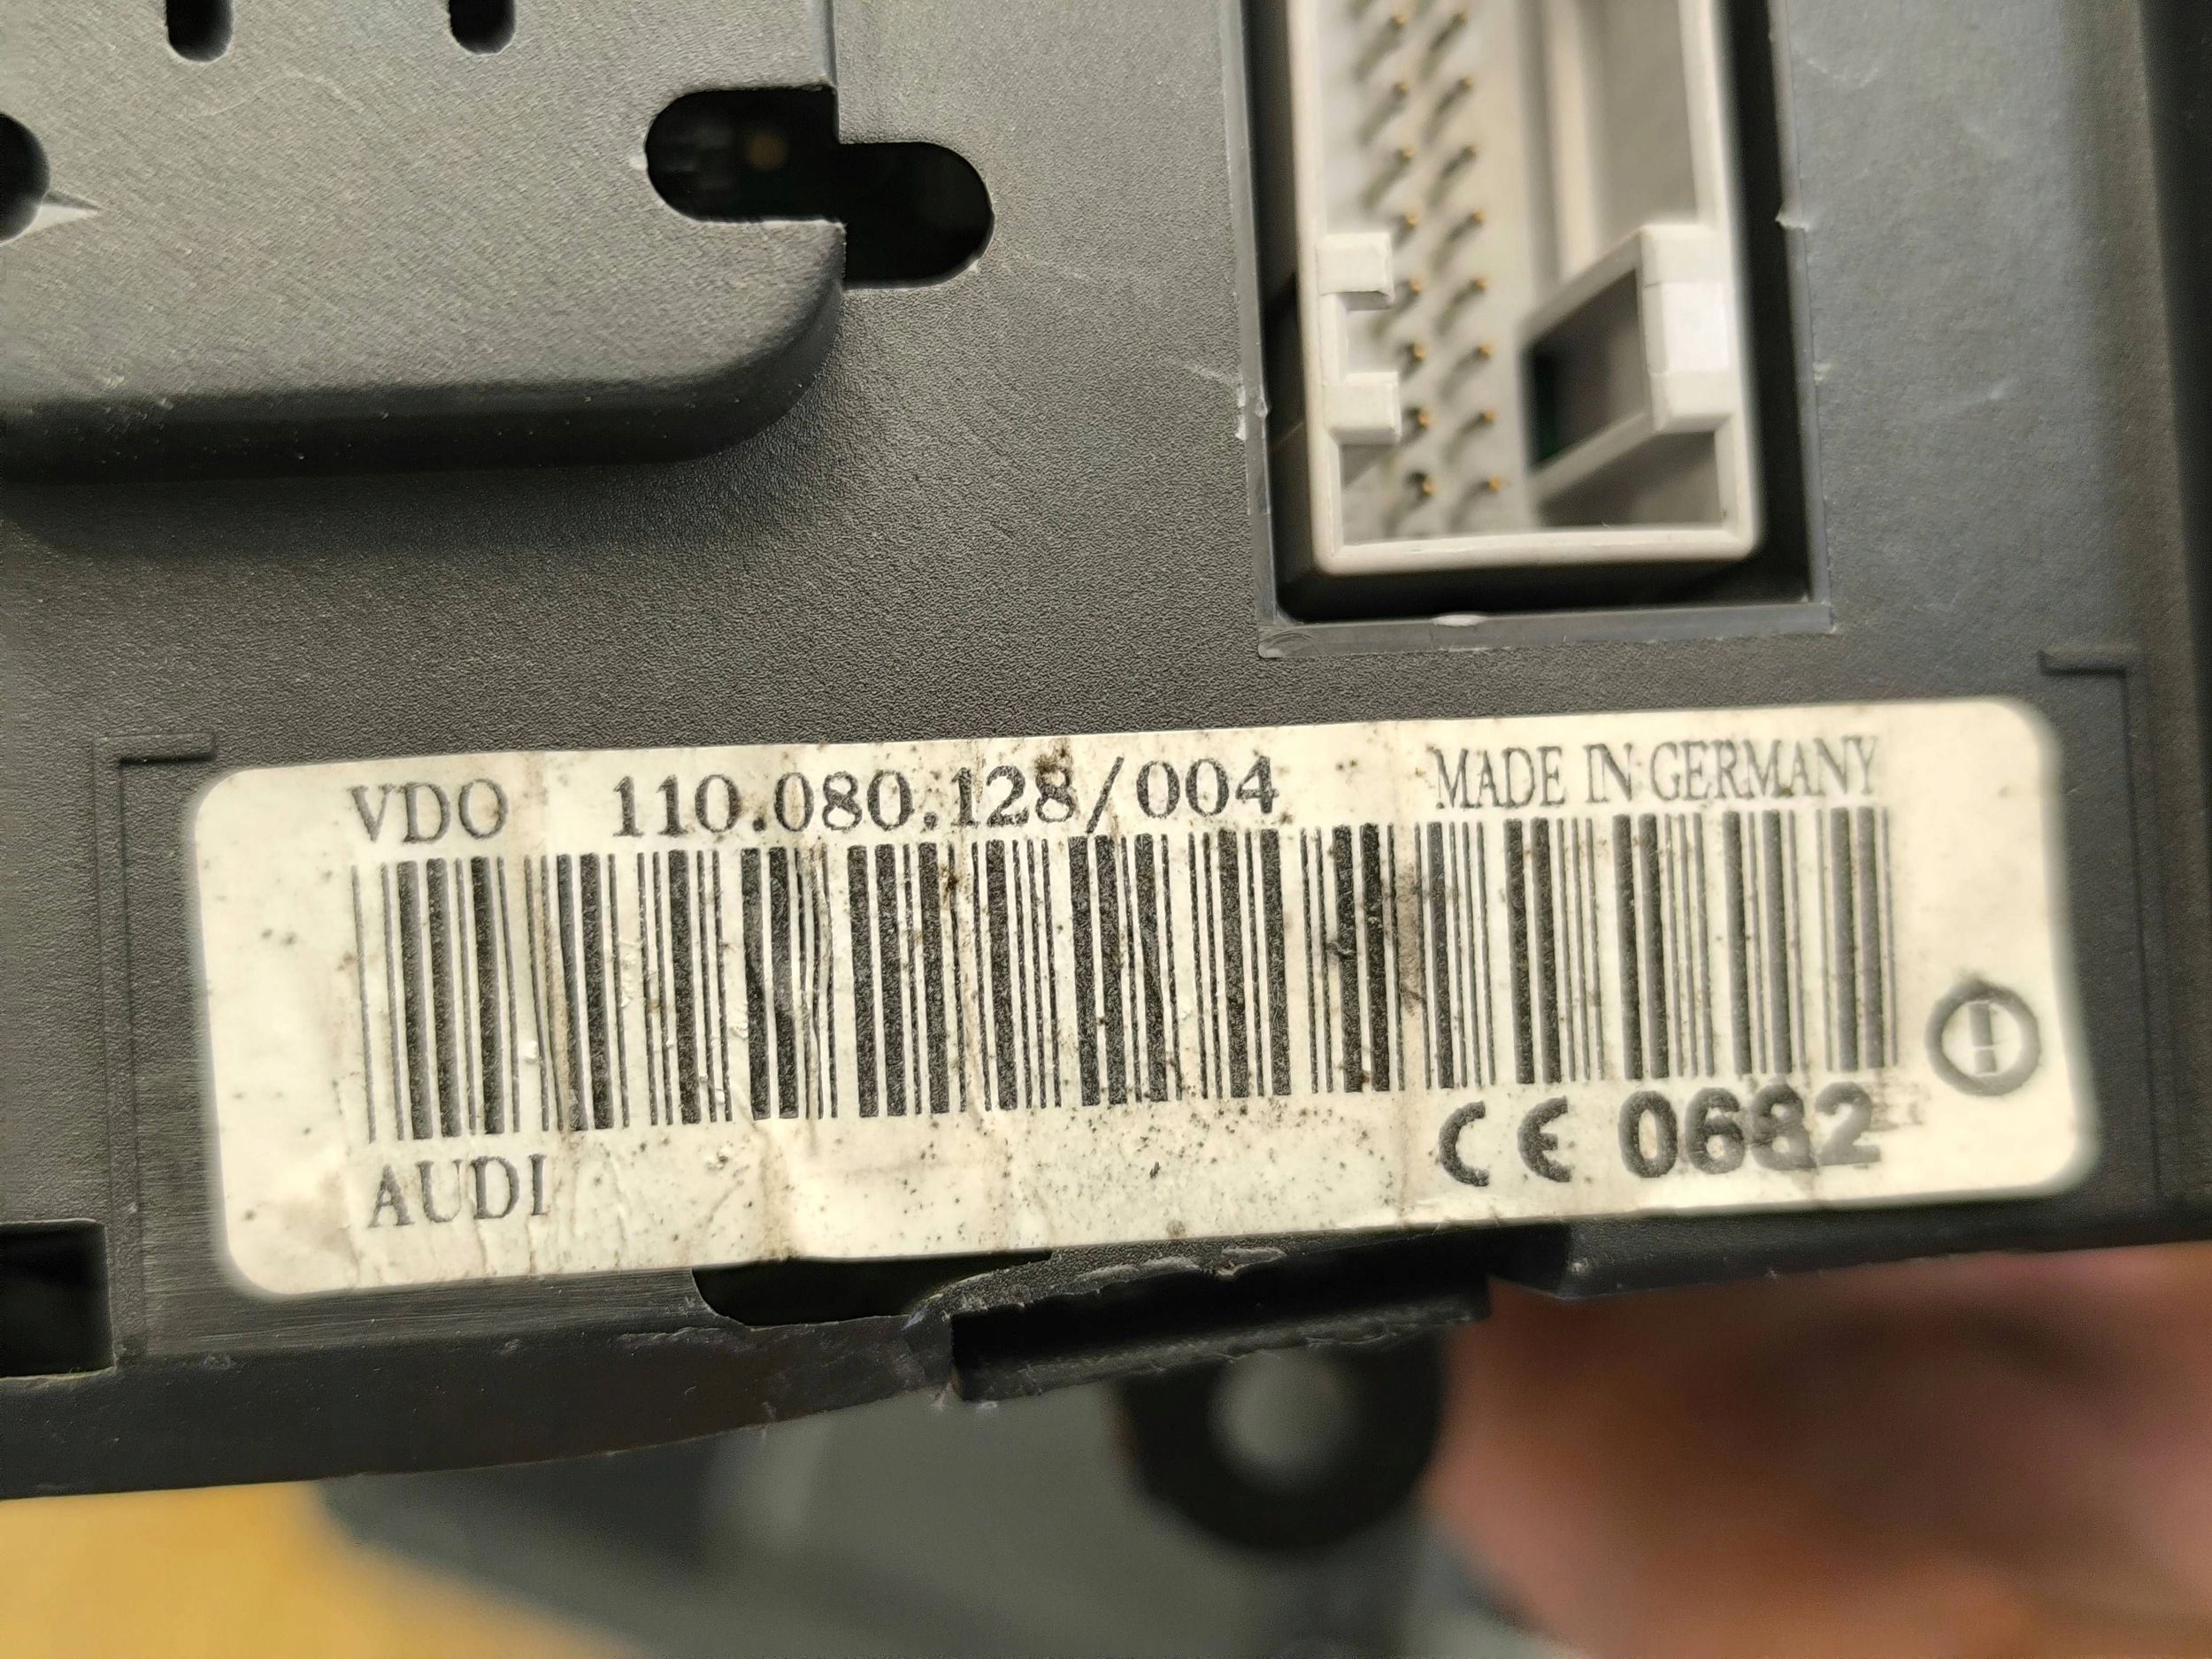 VDO 110.080.128/004 MADE IN GERMANY
AUDI CE 0682